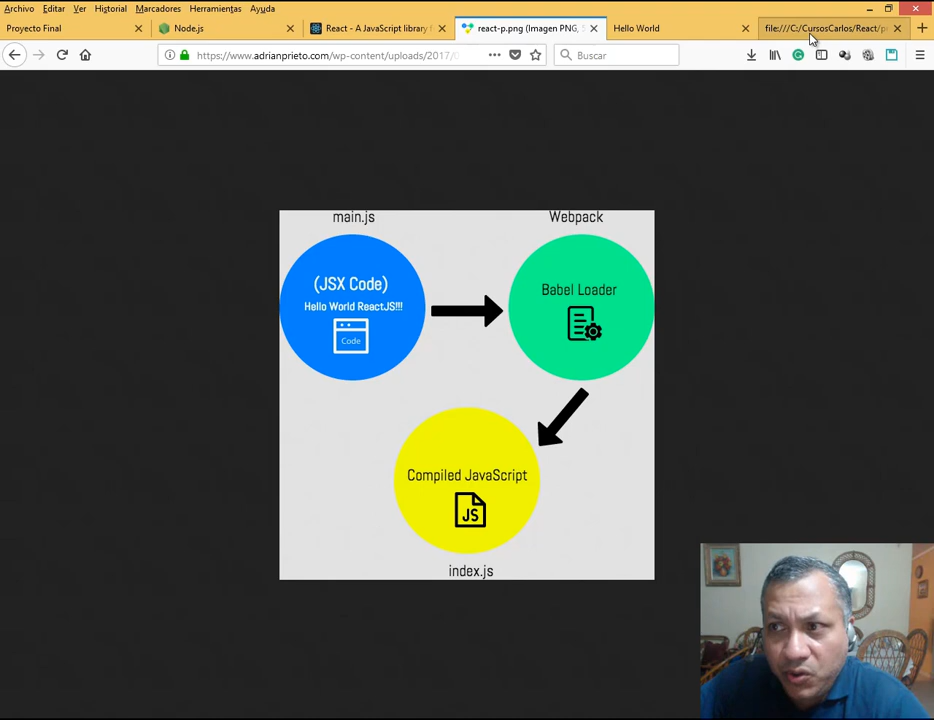 Archivo Editar Ver Historial Marcadores Herramientas Ayuda
Proyecto Final
Node.js
React - A JavaScript library f
react-p.png (Imagen PNG,
Hello World
file:///C:/CursosCarlos/React/p
https://www.adrianprieto.com/wp-content/uploads/2017/0
Buscar
main.js
Webpack
(JSX Code)
Hello World ReactJS!!!
Code
Babel Loader
Compiled JavaScript
JS
index.js